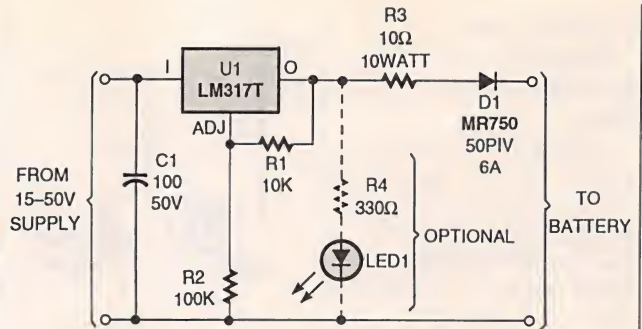 R3
10Ω
10WATT
I
U1
LM317T
O
ADJ
R1
10K
D1
MR750
50PIV
6A
C1
100
50V
FROM
15–50V
SUPPLY
R4
330Ω
OPTIONAL
TO
BATTERY
LED1
R2
100K